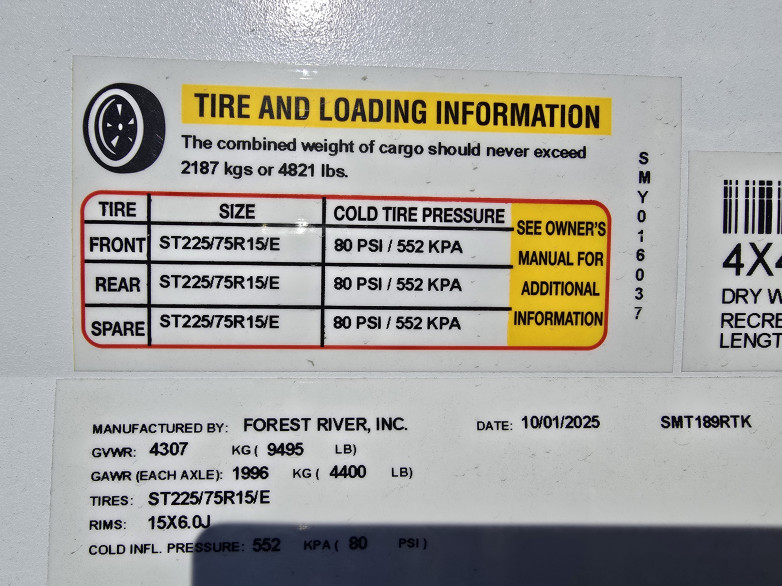 TIRE AND LOADING INFORMATION
The combined weight of cargo should never exceed
2187 kgs or 4821 lbs.
TIRE SIZE COLD TIRE PRESSURE
FRONT ST225/75R15/E 80 PSI / 552 KPA
REAR ST225/75R15/E 80 PSI / 552 KPA
SPARE ST225/75R15/E 80 PSI / 552 KPA
SEE OWNER'S
MANUAL FOR
ADDITIONAL
INFORMATION
SMY016037
4X4
DRY W
RECRE
LENGT
MANUFACTURED BY: FOREST RIVER, INC. DATE: 10/01/2025 SMT189RTK
GVWR: 4307 KG ( 9495 LB)
GAWR (EACH AXLE): 1996 KG ( 4400 LB)
TIRES: ST225/75R15/E
RIMS: 15X6.0J
COLD INFL. PRESSURE: 552 KPA ( 80 PSI )